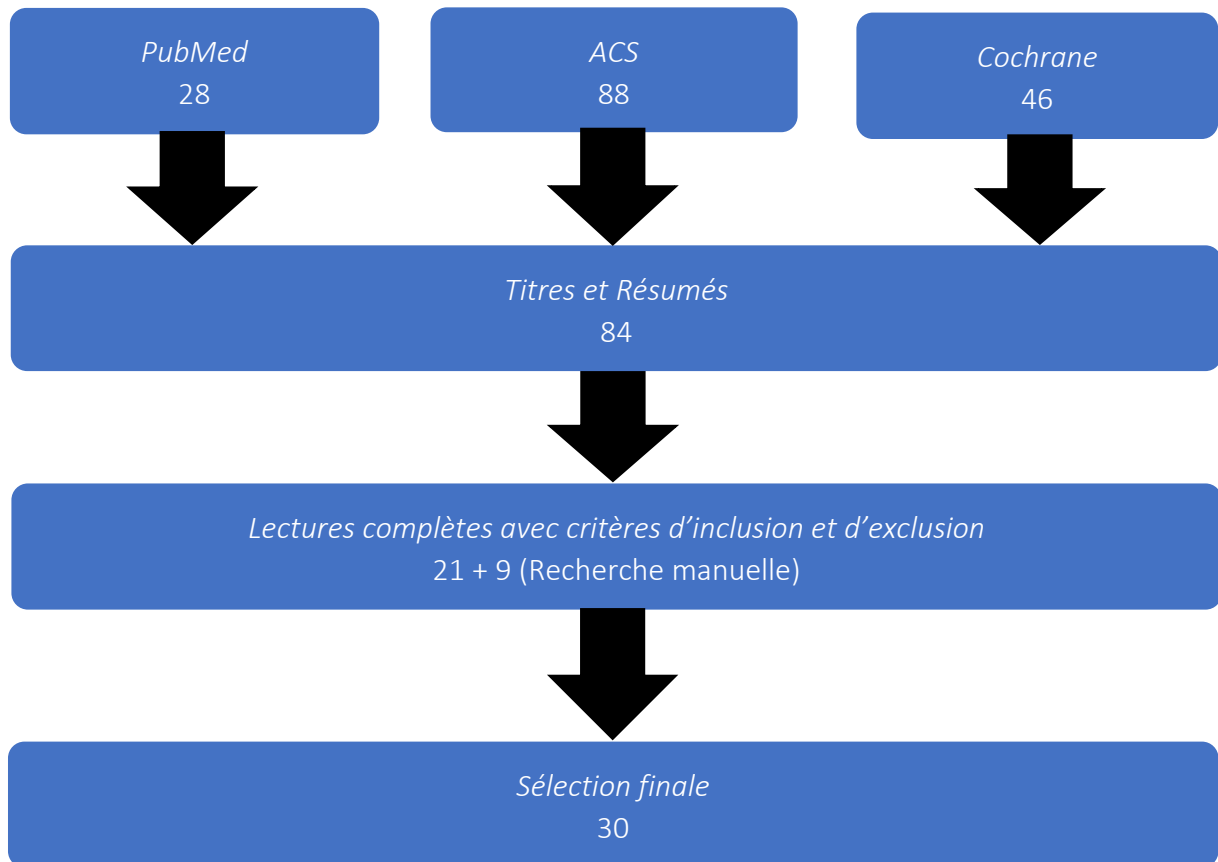 PubMed
28
ACS
88
Cochrane
46
Titres et Résumés
84
Lectures complètes avec critères d’inclusion et d’exclusion
21 + 9 (Recherche manuelle)
Sélection finale
30